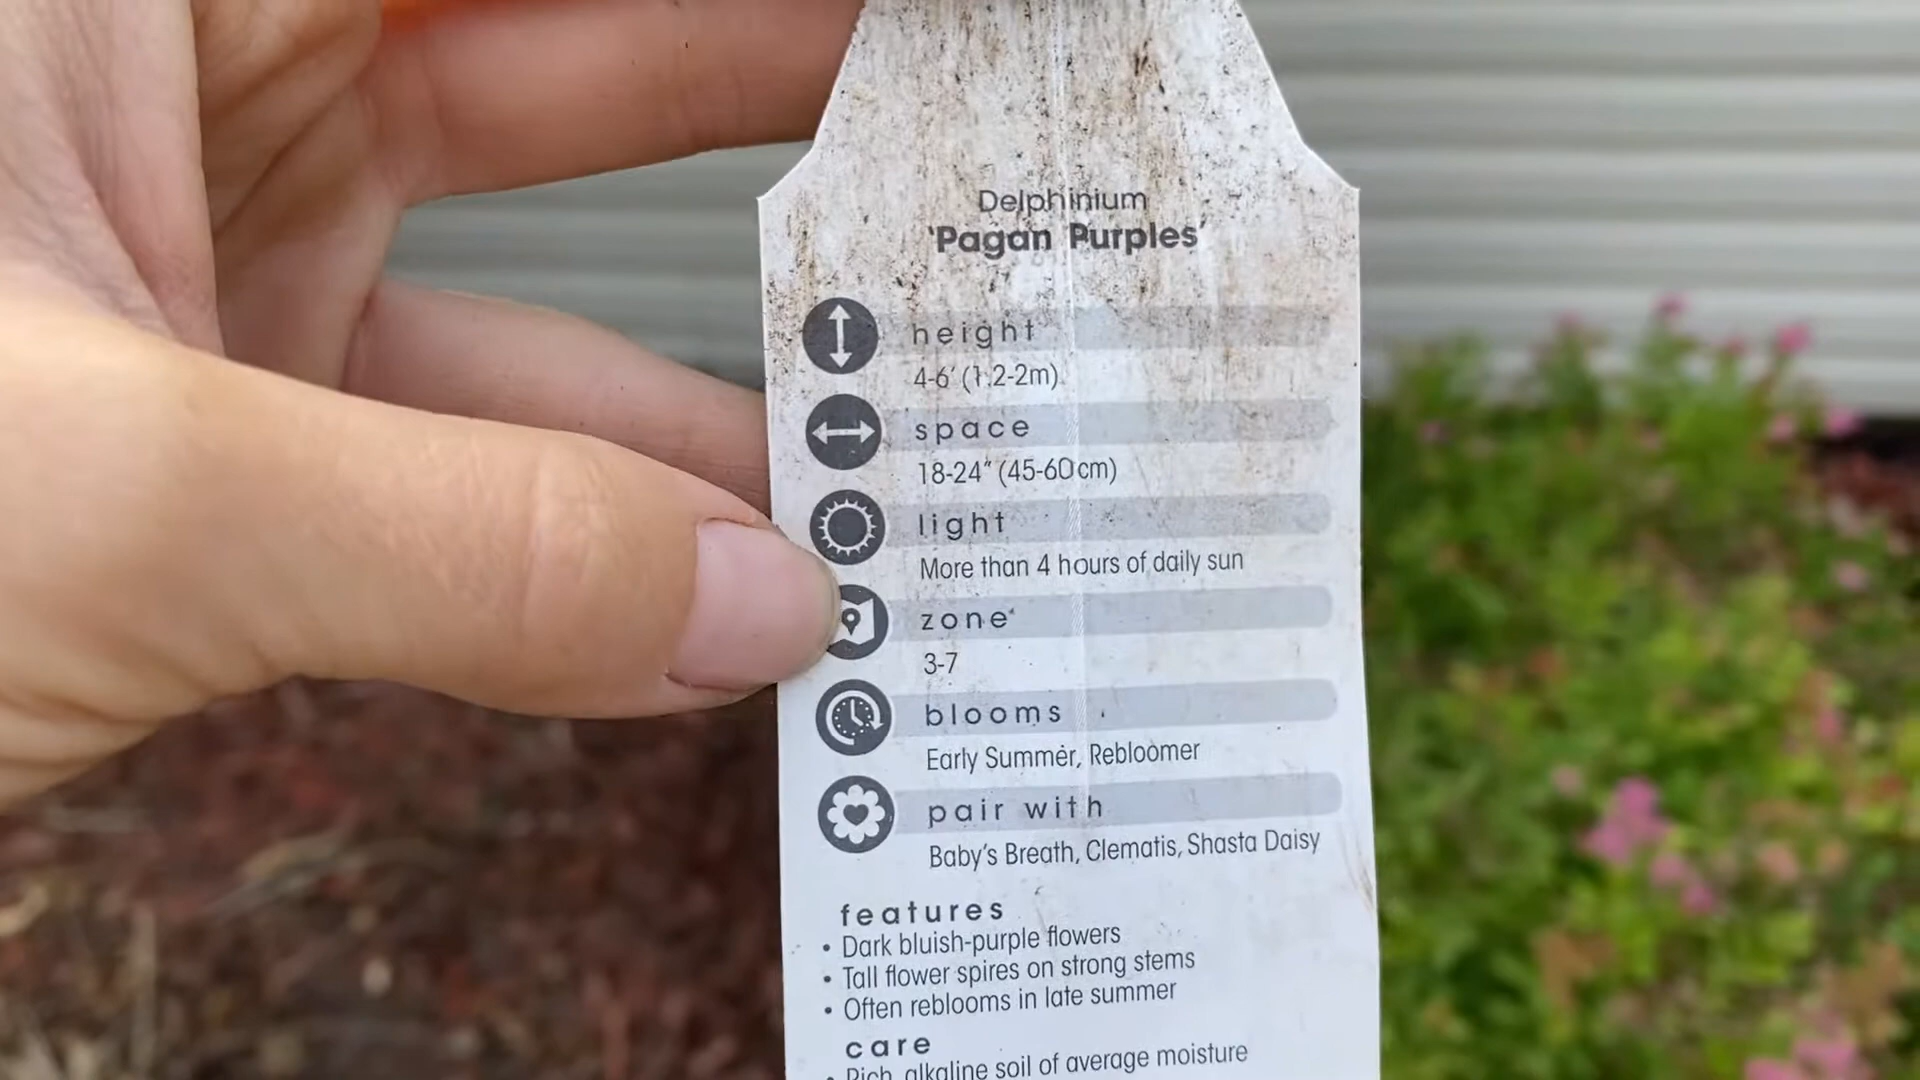 Delphinium
'Pagan Purples'
height
4-6' (1.2-2m)
space
18-24" (45-60cm)
light
More than 4 hours of daily sun
zone*
3-7
blooms
Early Summer, Rebloomer
pair with
Baby's Breath, Clematis, Shasta Daisy
features
• Dark bluish-purple flowers
• Tall flower spires on strong stems
• Often reblooms in late summer
care
• Rich, alkaline soil of average moisture